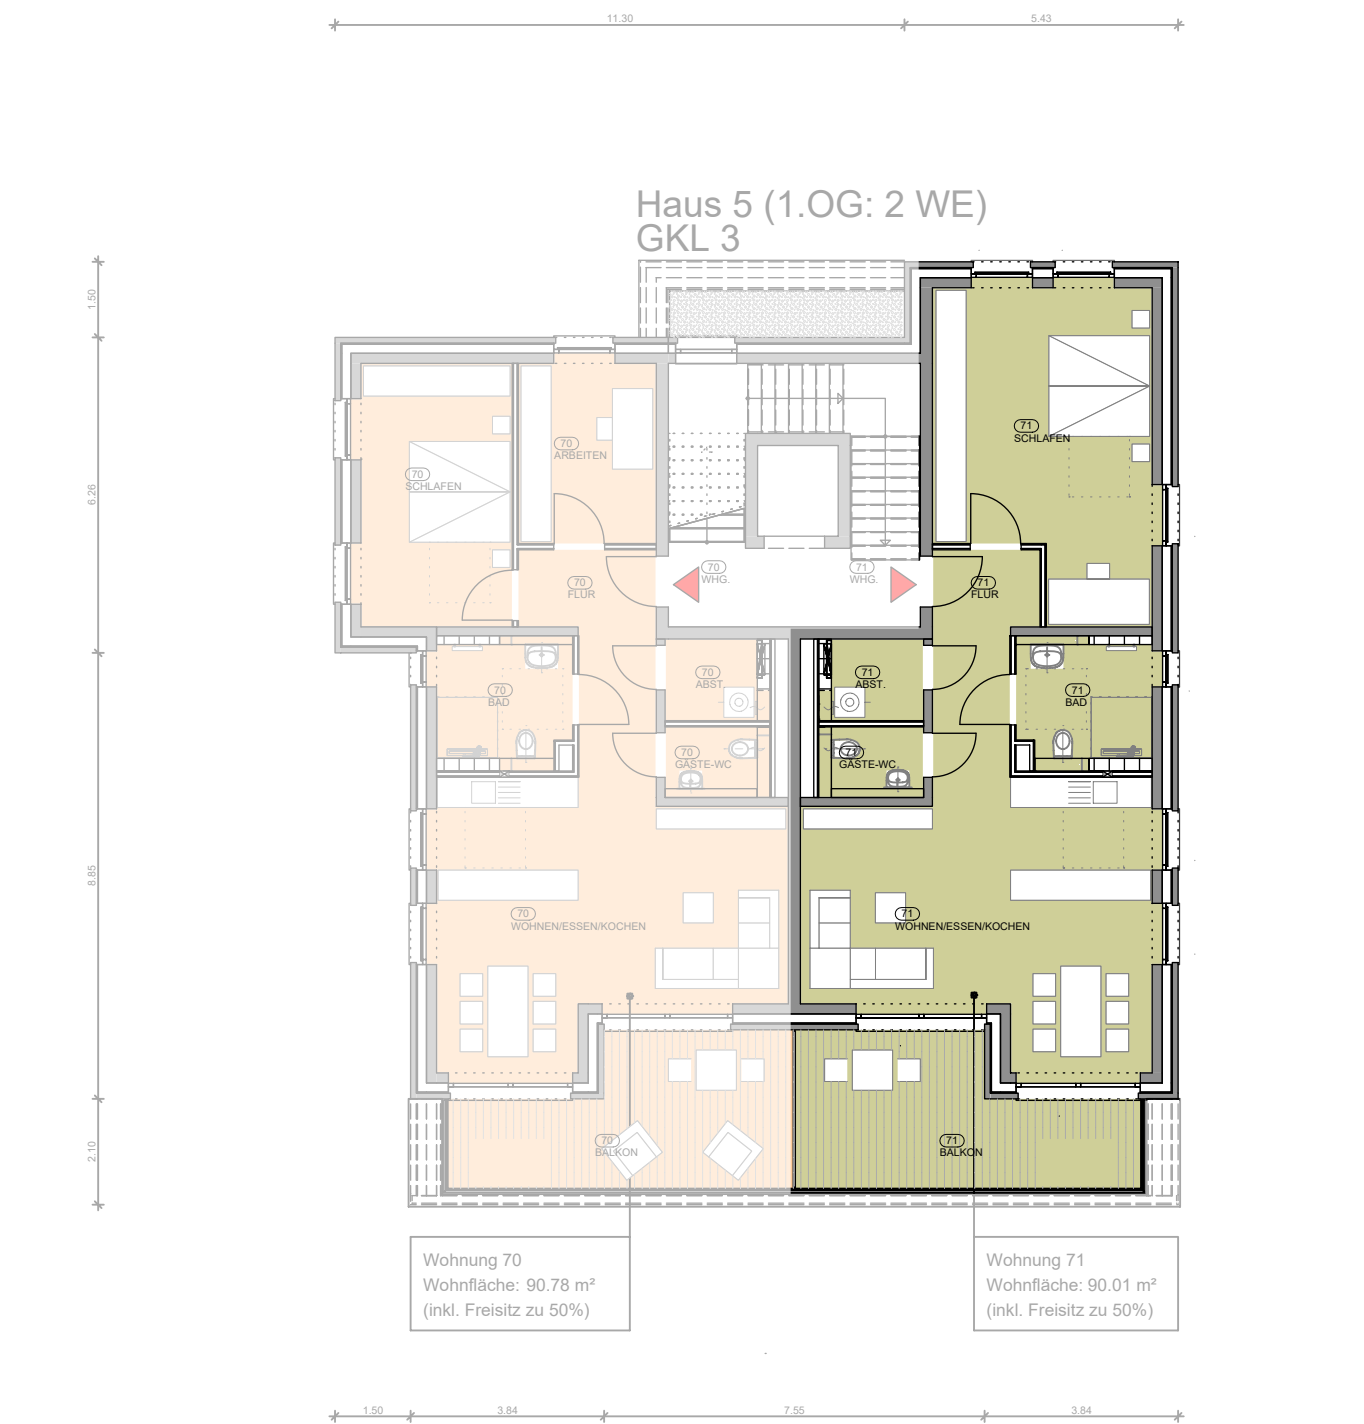 11.30
5.43
Haus 5 (1.OG: 2 WE)
GKL 3
1.50
6.26
8.85
2.10
71
SCHLAFEN
70
ARBEITEN
70
SCHLAFEN
70
WHG.
71
WHG.
70
FLUR
71
FLUR
70
ABST.
71
ABST.
70
BAD
71
BAD
70
GÄSTE-WC
71
GÄSTE-WC
70
WOHNEN/ESSEN/KOCHEN
71
WOHNEN/ESSEN/KOCHEN
70
BALKON
71
BALKON
Wohnung 70
Wohnfläche: 90.78 m²
(inkl. Freisitz zu 50%)
Wohnung 71
Wohnfläche: 90.01 m²
(inkl. Freisitz zu 50%)
1.50
3.84
7.55
3.84